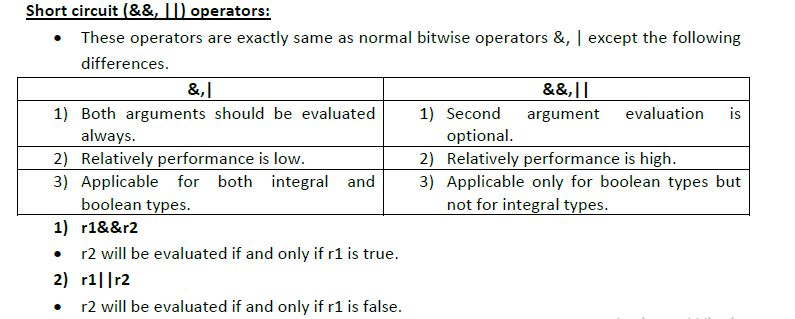 Short circuit (&&, ||) operators:
• These operators are exactly same as normal bitwise operators &, | except the following
differences.
&,| &&,||
1) Both arguments should be evaluated
always.
1) Second argument evaluation is
optional.
2) Relatively performance is low.
2) Relatively performance is high.
3) Applicable for both integral and
boolean types.
3) Applicable only for boolean types but
not for integral types.
1) r1&&r2
• r2 will be evaluated if and only if r1 is true.
2) r1||r2
• r2 will be evaluated if and only if r1 is false.